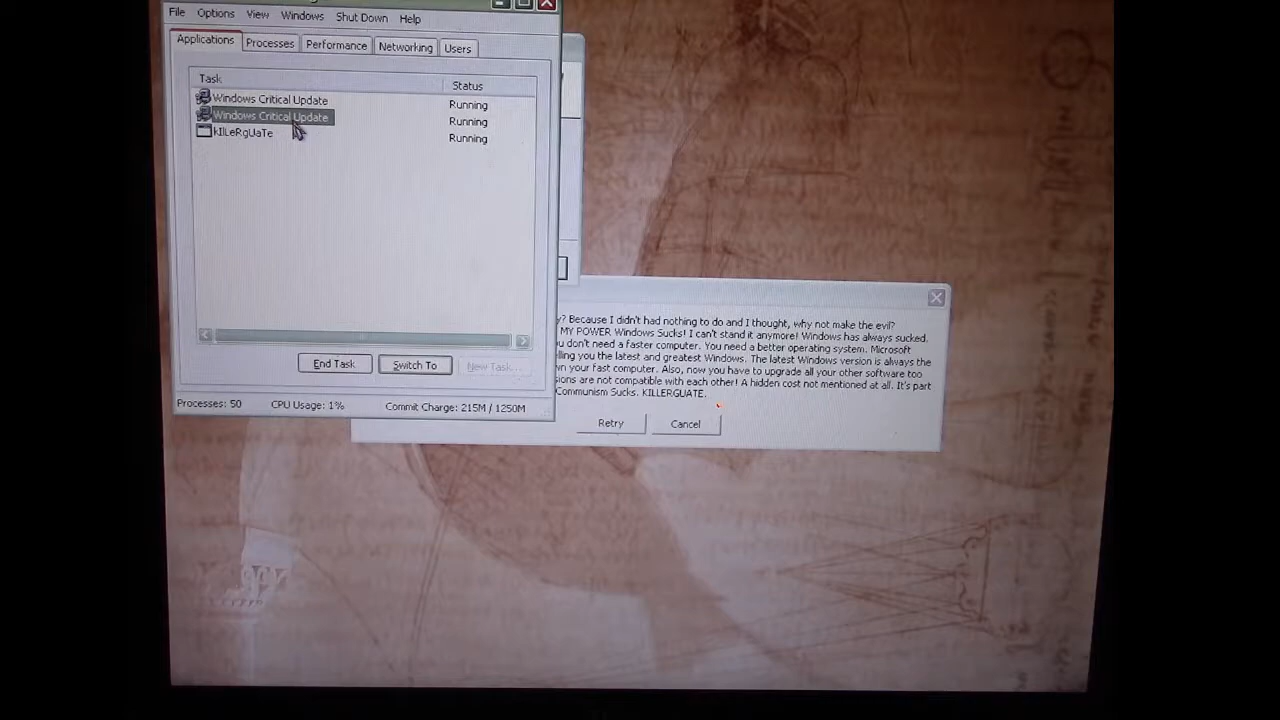 File Options View Windows Shut Down Help
Applications Processes Performance Networking Users
Task Status
Windows Critical Update Running
Windows Critical Update Running
kIlLeRgUaTe Running
End Task Switch To New Task...
Processes: 50 CPU Usage: 1% Commit Charge: 215M / 1250M
? Because I didn't had nothing to do and I thought, why not make the evil?
MY POWER Windows Sucks! I can't stand it anymore! Windows has always sucked.
don't need a faster computer. You need a better operating system. Microsoft
you the latest and greatest Windows. The latest Windows version is always the
your fast computer. Also, now you have to upgrade all your other software too
are not compatible with each other! A hidden cost not mentioned at all. It's part
Communism Sucks. KILLERGUATE.
Retry Cancel